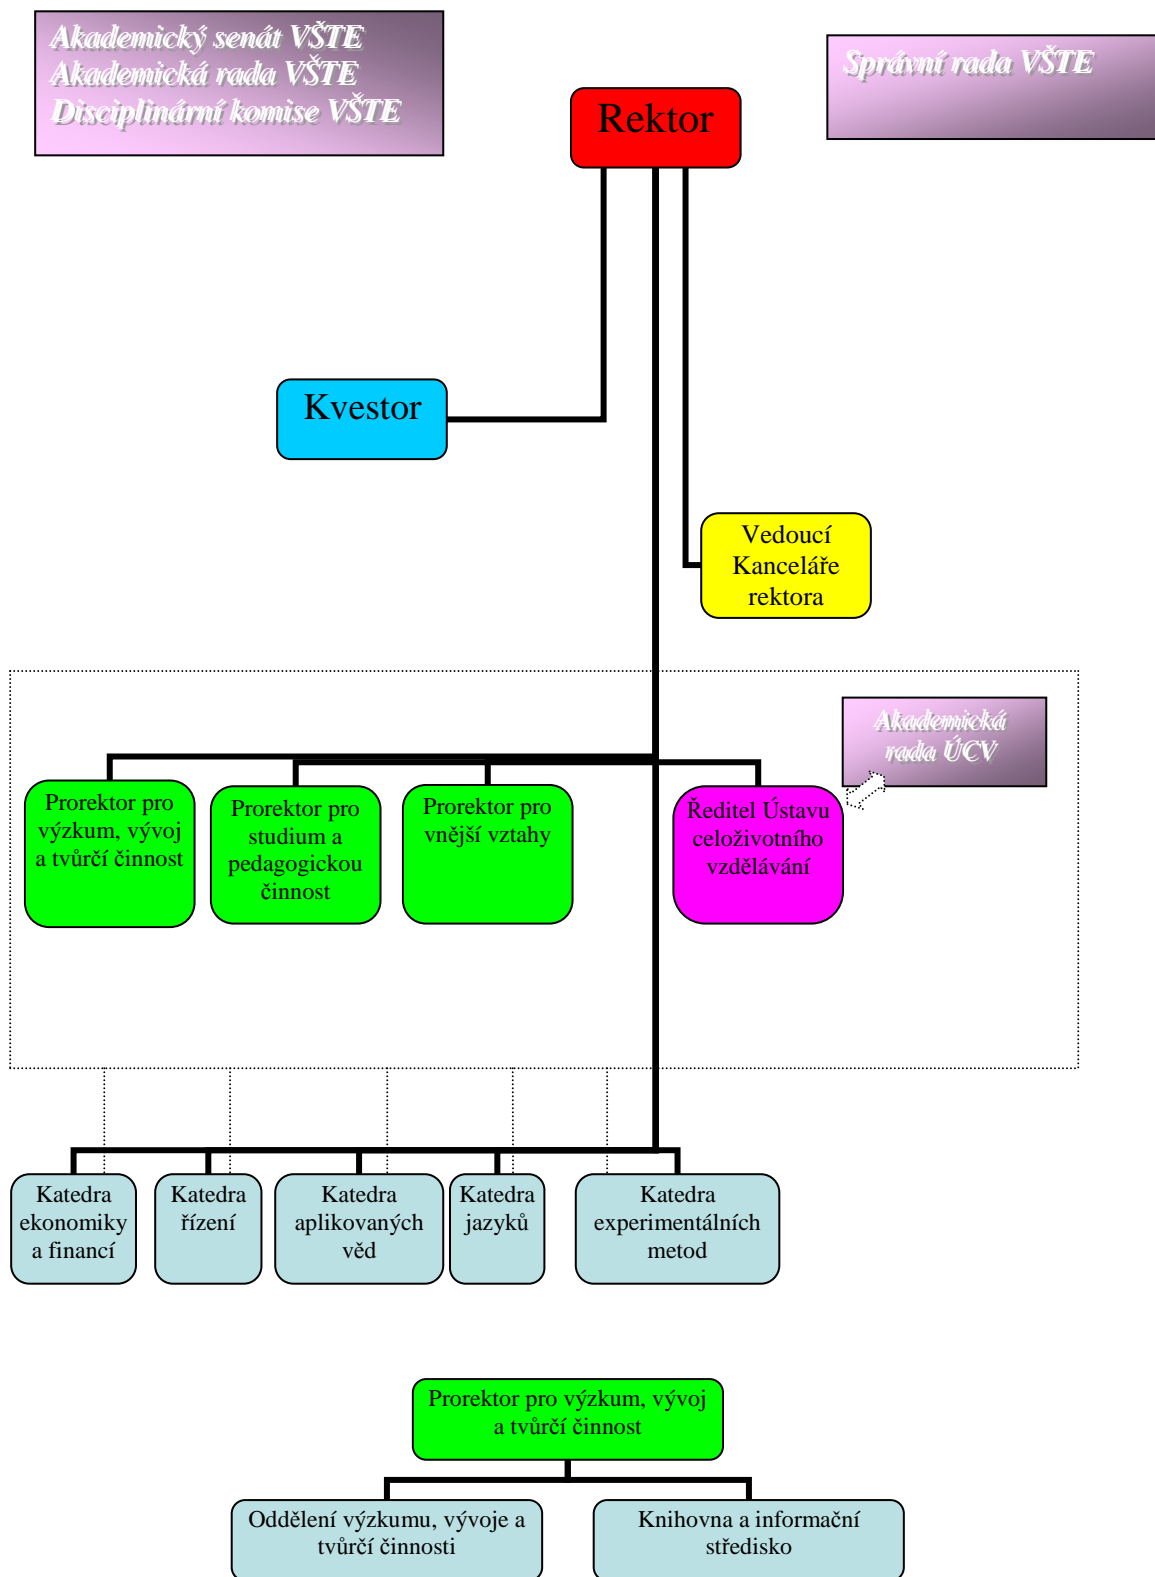 Akademický senát VŠTE
Akademická rada VŠTE
Disciplinární komise VŠTE
Správní rada VŠTE
Rektor
Kvestor
Vedoucí
Kanceláře
rektora
Akademická
rada ÚCV
Prorektor pro
výzkum, vývoj
a tvůrčí činnost
Prorektor pro
studium a
pedagogickou
činnost
Prorektor pro
vnější vztahy
Ředitel Ústavu
celoživotního
vzdělávání
Katedra
ekonomiky
a financí
Katedra
řízení
Katedra
aplikovaných
věd
Katedra
jazyků
Katedra
experimentálních
metod
Prorektor pro výzkum, vývoj
a tvůrčí činnost
Oddělení výzkumu, vývoje a
tvůrčí činnosti
Knihovna a informační
středisko